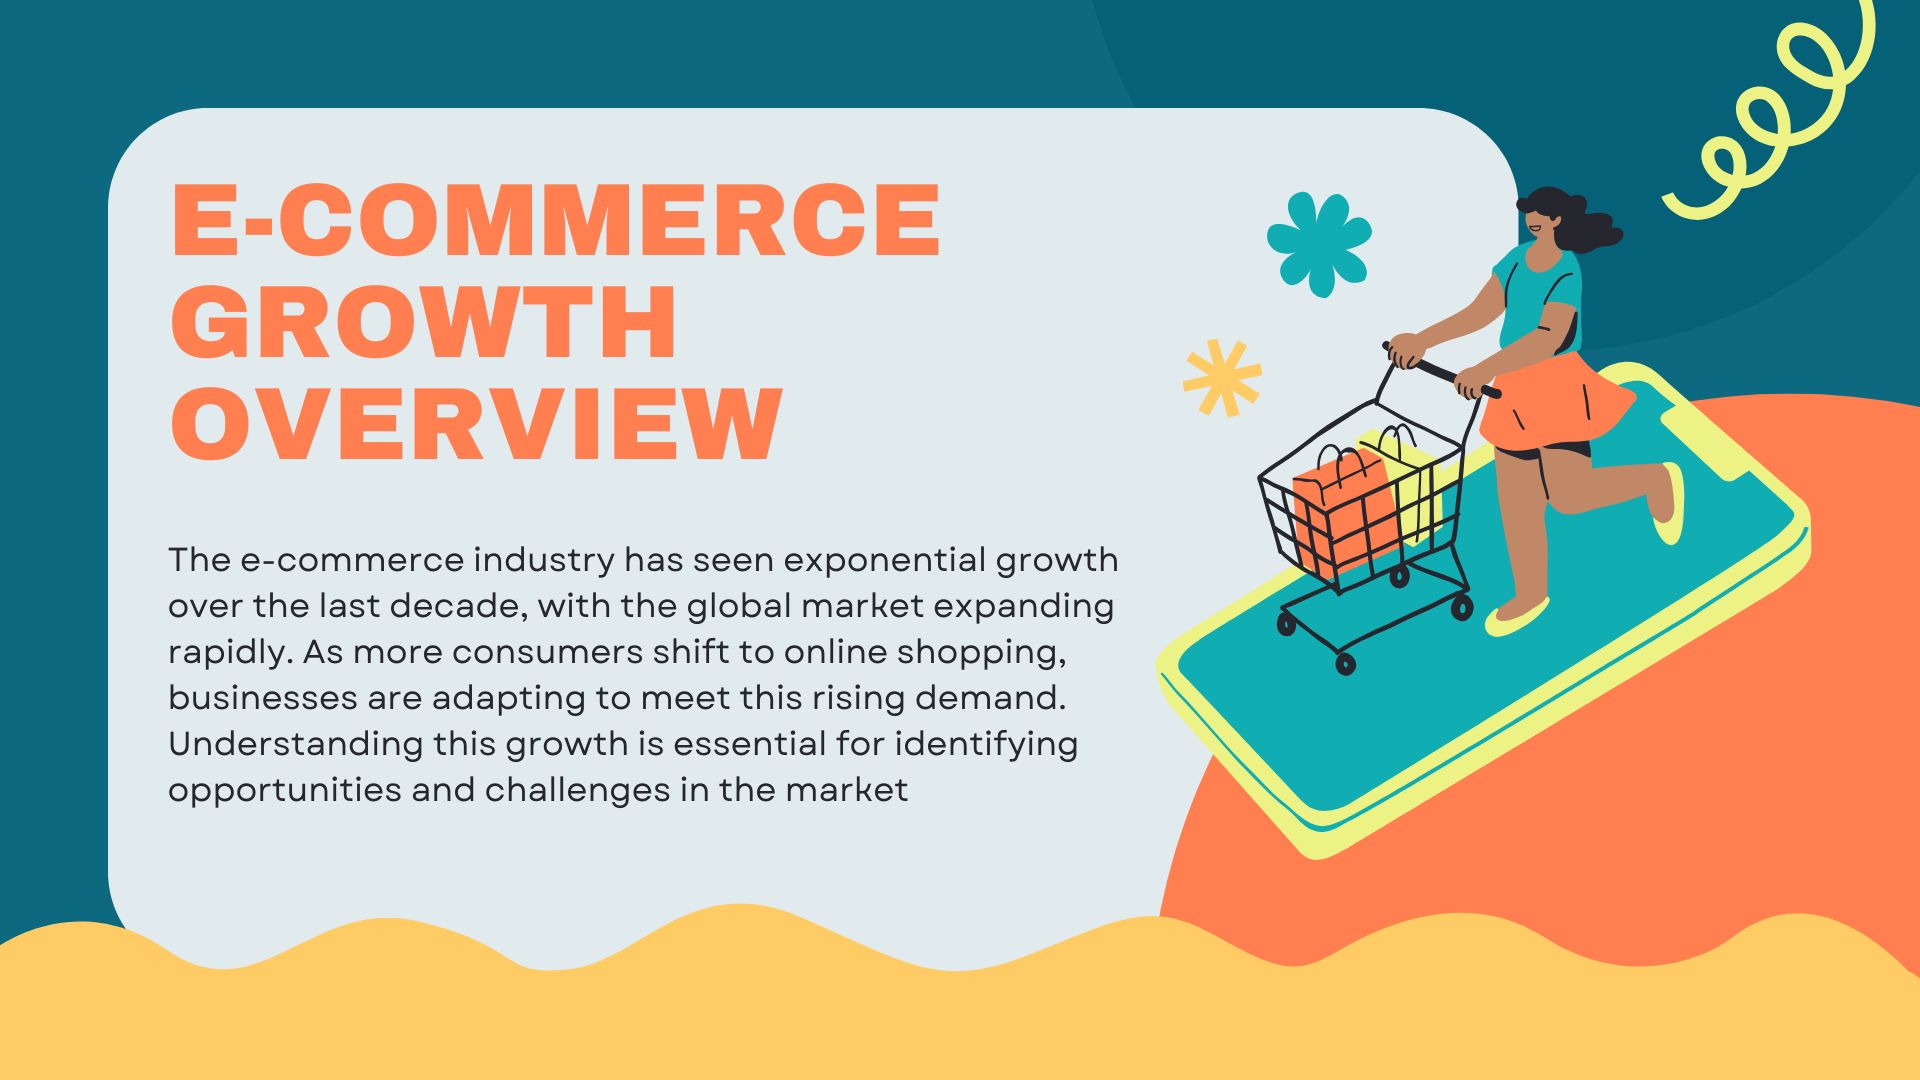 E-COMMERCE
GROWTH
OVERVIEW
The e-commerce industry has seen exponential growth
over the last decade, with the global market expanding
rapidly. As more consumers shift to online shopping,
businesses are adapting to meet this rising demand.
Understanding this growth is essential for identifying
opportunities and challenges in the market